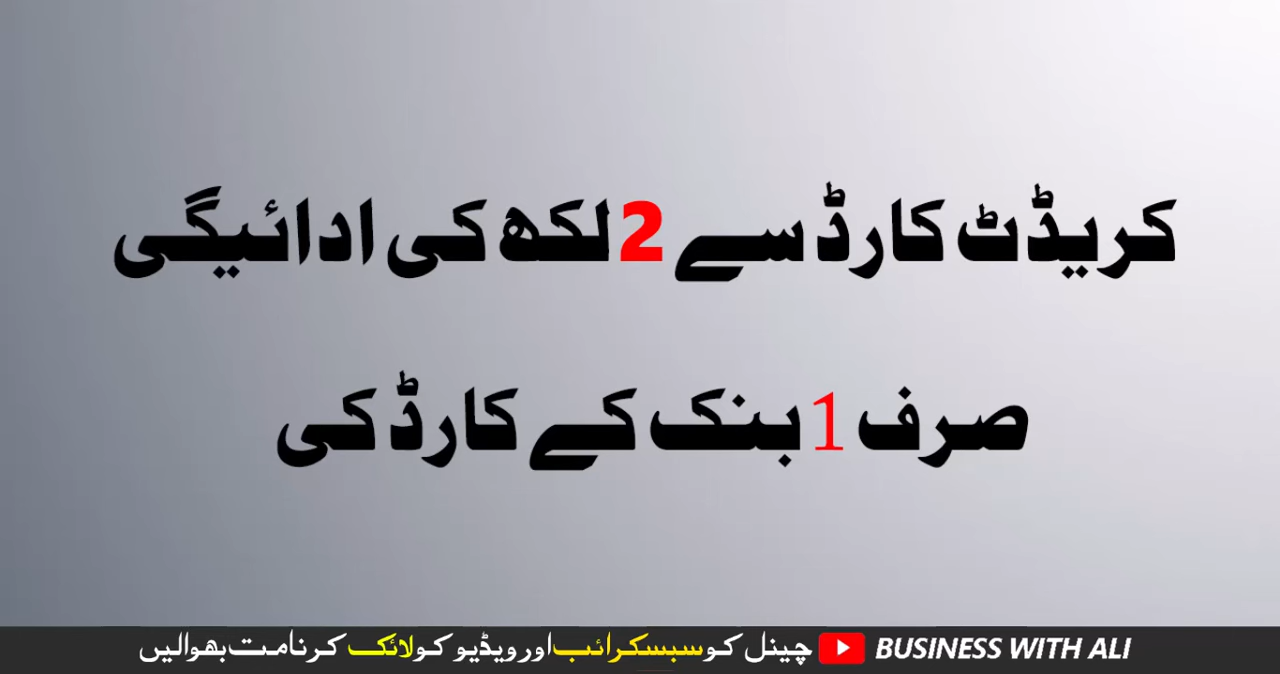 کریڈٹ کارڈ سے 2 لکھ کی ادائیگی
صرف 1 بنک کے کارڈ کی
BUSINESS WITH ALI چینل کو سبسکرائب اور ویڈیو کو لائک کرنا مت بھوالیں